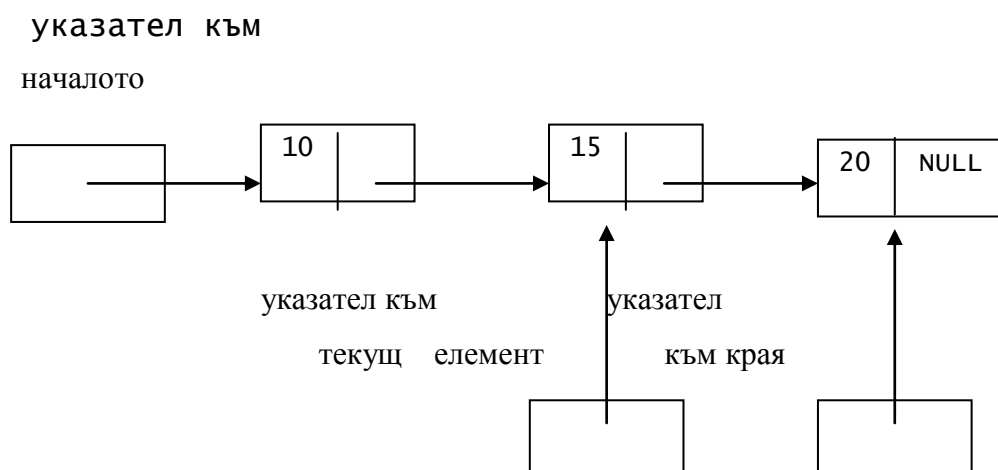 указател към
началото
10 15 20 NULL
указател към указател
текущ елемент към края